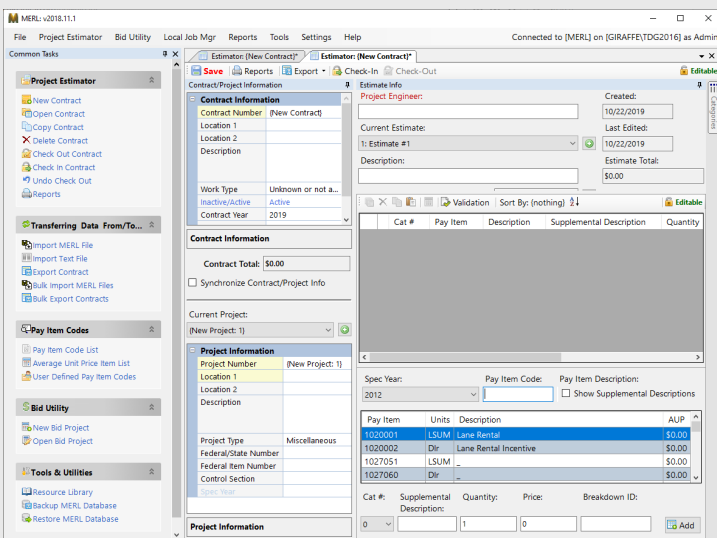 MERL: v2018.11.1
File Project Estimator Bid Utility Local Job Mgr Reports Tools Settings Help Connected to [MERL] on [GIRAFFE\TDG2016] as Admin
Common Tasks
Project Estimator
New Contract
Open Contract
Copy Contract
Delete Contract
Check Out Contract
Check In Contract
Undo Check Out
Reports
Transferring Data From/To...
Import MERL File
Import Text File
Export Contract
Bulk Import MERL Files
Bulk Export Contracts
Pay Item Codes
Pay Item Code List
Average Unit Price Item List
User Defined Pay Item Codes
Bid Utility
New Bid Project
Open Bid Project
Tools & Utilities
Resource Library
Backup MERL Database
Restore MERL Database
Estimator: (New Contract)* Estimator: (New Contract)*
Save Reports Export Check-In Check-Out Editable
Contract/Project Information
Contract Information
Contract Number (New Contract)
Location 1
Location 2
Description
Work Type Unknown or not a...
Inactive/Active Active
Contract Year 2019
Contract Information
Contract Total: $0.00
Synchronize Contract/Project Info
Current Project:
(New Project: 1)
Project Information
Project Number (New Project: 1)
Location 1
Location 2
Description
Project Type Miscellaneous
Federal/State Number
Federal Item Number
Control Section
Spec Year
Project Information
Estimate Info
Project Engineer: Created:
10/22/2019
Current Estimate: Last Edited:
1: Estimate #1 10/22/2019
Description: Estimate Total:
$0.00
Categories
Validation Sort By: (nothing) Editable
Cat # Pay Item Description Supplemental Description Quantity
Spec Year: Pay Item Code: Pay Item Description:
2012 Show Supplemental Descriptions
Pay Item Units Description AUP
1020001 LSUM Lane Rental $0.00
1020002 Dlr Lane Rental Incentive $0.00
1027051 LSUM _ $0.00
1027060 Dlr _ $0.00
Cat #: Supplemental Description: Quantity: Price: Breakdown ID:
0 1 0 Add